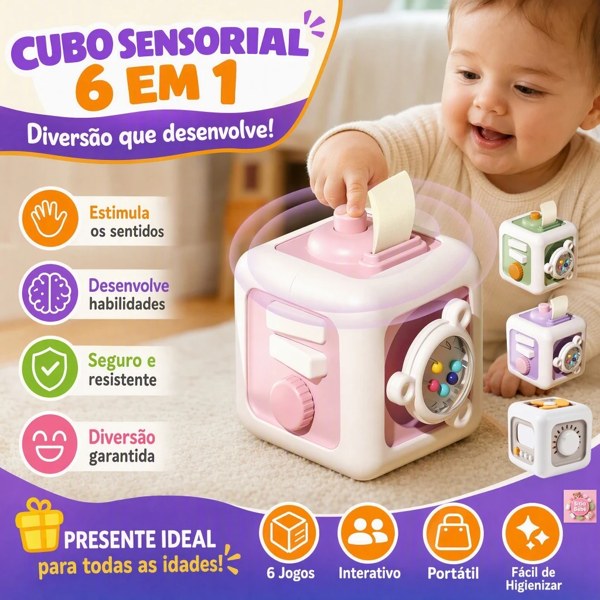 CUBO SENSORIAL
6 EM 1
Diversão que desenvolve!
Estimula
os sentidos
Desenvolve
habilidades
Seguro e
resistente
Diversão
garantida
PRESENTE IDEAL
para todas as idades!
6 Jogos
Interativo
Portátil
Fácil de
Higienizar